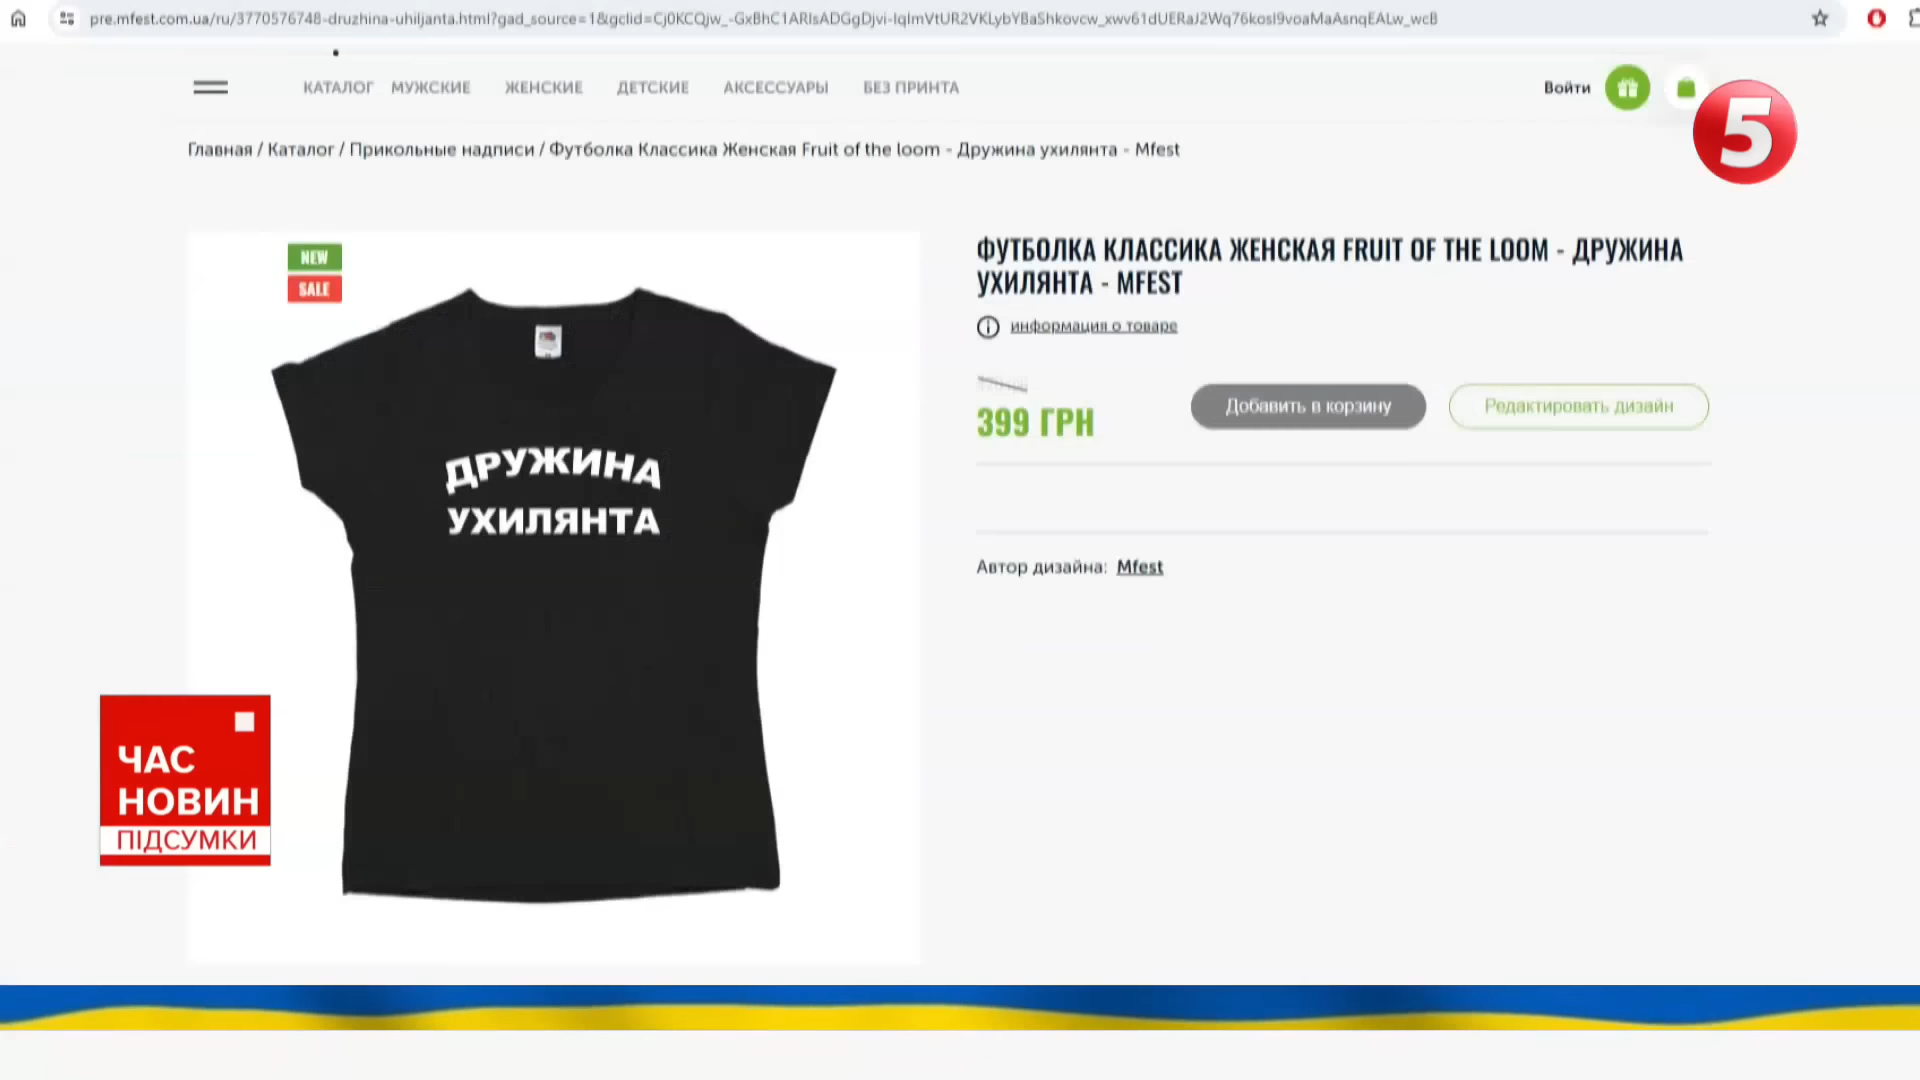 pre.mfest.com.ua/ru/3770576748-druzhina-uhiljanta.html?gad_source=1&gclid=Cj0KCQjw_-GxBhC1ARIsADGgDjvi-IqImVtUR2VKLybYBaShkovcw_xwv61dUERaJ2Wq76kosI9voaMaAsnqEALw_wcB
КАТАЛОГ МУЖСКИЕ ЖЕНСКИЕ ДЕТСКИЕ АКСЕССУАРЫ БЕЗ ПРИНТА
Войти
5
Главная / Каталог / Прикольные надписи / Футболка Классика Женская Fruit of the loom - Дружина ухилянта - Mfest
NEW
SALE
ДРУЖИНА
УХИЛЯНТА
ФУТБОЛКА КЛАССИКА ЖЕНСКАЯ FRUIT OF THE LOOM - ДРУЖИНА
УХИЛЯНТА - MFEST
информация о товаре
399 ГРН
Добавить в корзину
Редактировать дизайн
Автор дизайна: Mfest
ЧАС
НОВИН
ПІДСУМКИ